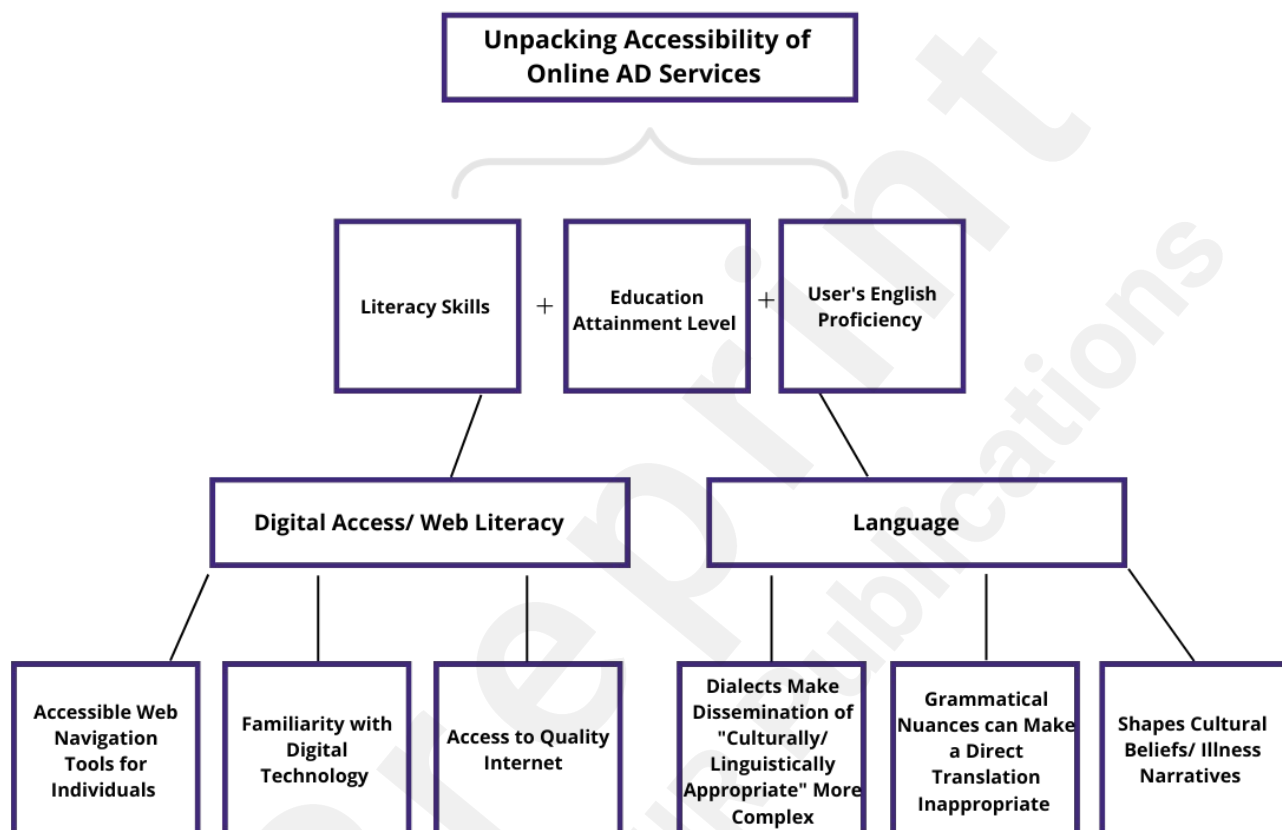 Unpacking Accessibility of
Online AD Services
Literacy Skills
+
Education
Attainment Level
+
User's English
Proficiency
Digital Access/ Web Literacy
Language
Accessible Web
Navigation
Tools for
Individuals
Familiarity with
Digital
Technology
Access to Quality
Internet
Dialects Make
Dissemination of
"Culturally/
Linguistically
Appropriate" More
Complex
Grammatical
Nuances can Make
a Direct
Translation
Inappropriate
Shapes Cultural
Beliefs/ Illness
Narratives
Preprint
Publications